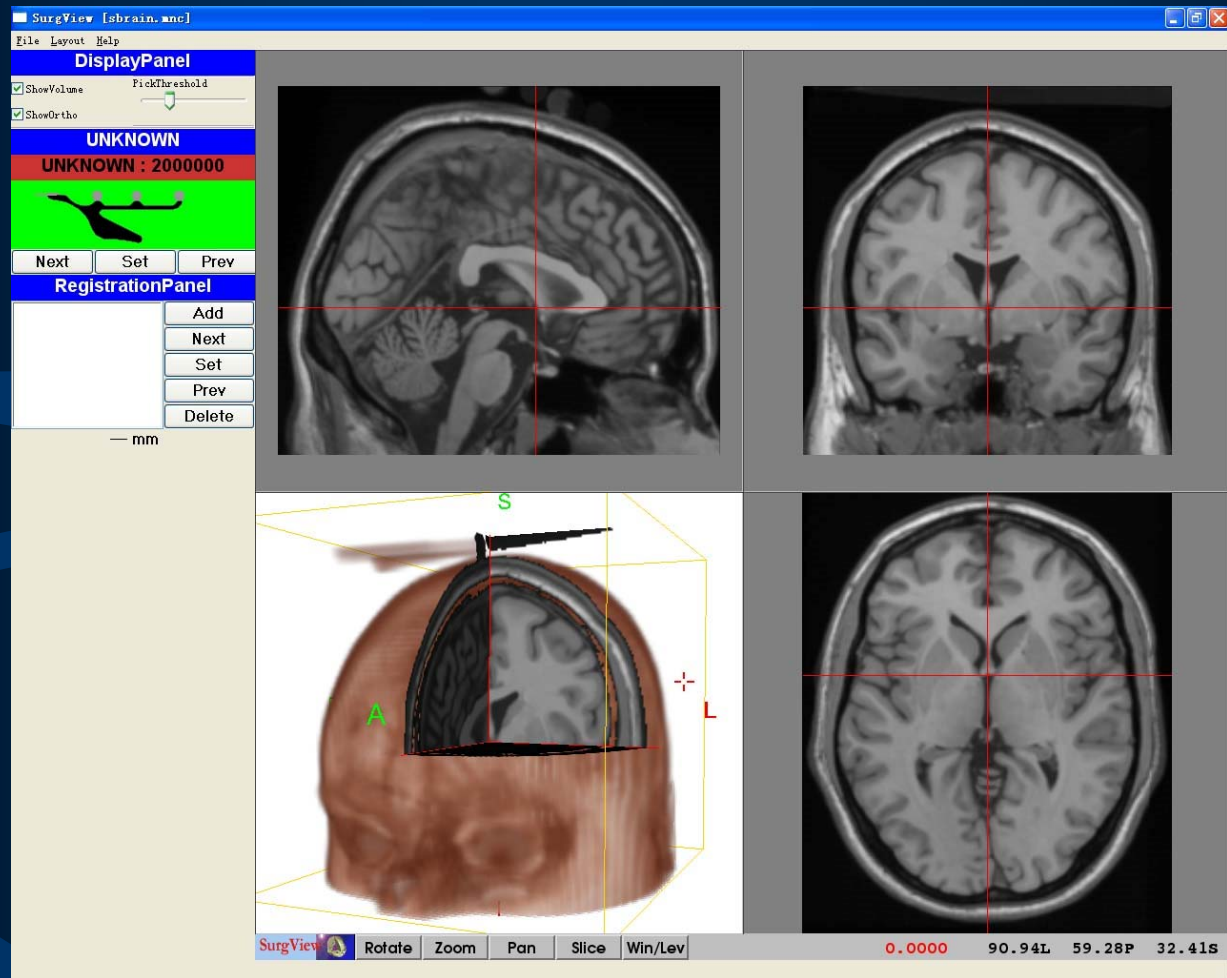 SurgView [sbrain.mnc]
File Layout Help
DisplayPanel
ShowVolume
PickThreshold
ShowOrtho
UNKNOWN
UNKNOWN : 2000000
Next Set Prev
RegistrationPanel
Add
Next
Set
Prev
Delete
— mm
S
A
L
SurgView Rotate Zoom Pan Slice Win/Lev 0.0000 90.94L 59.28P 32.41S